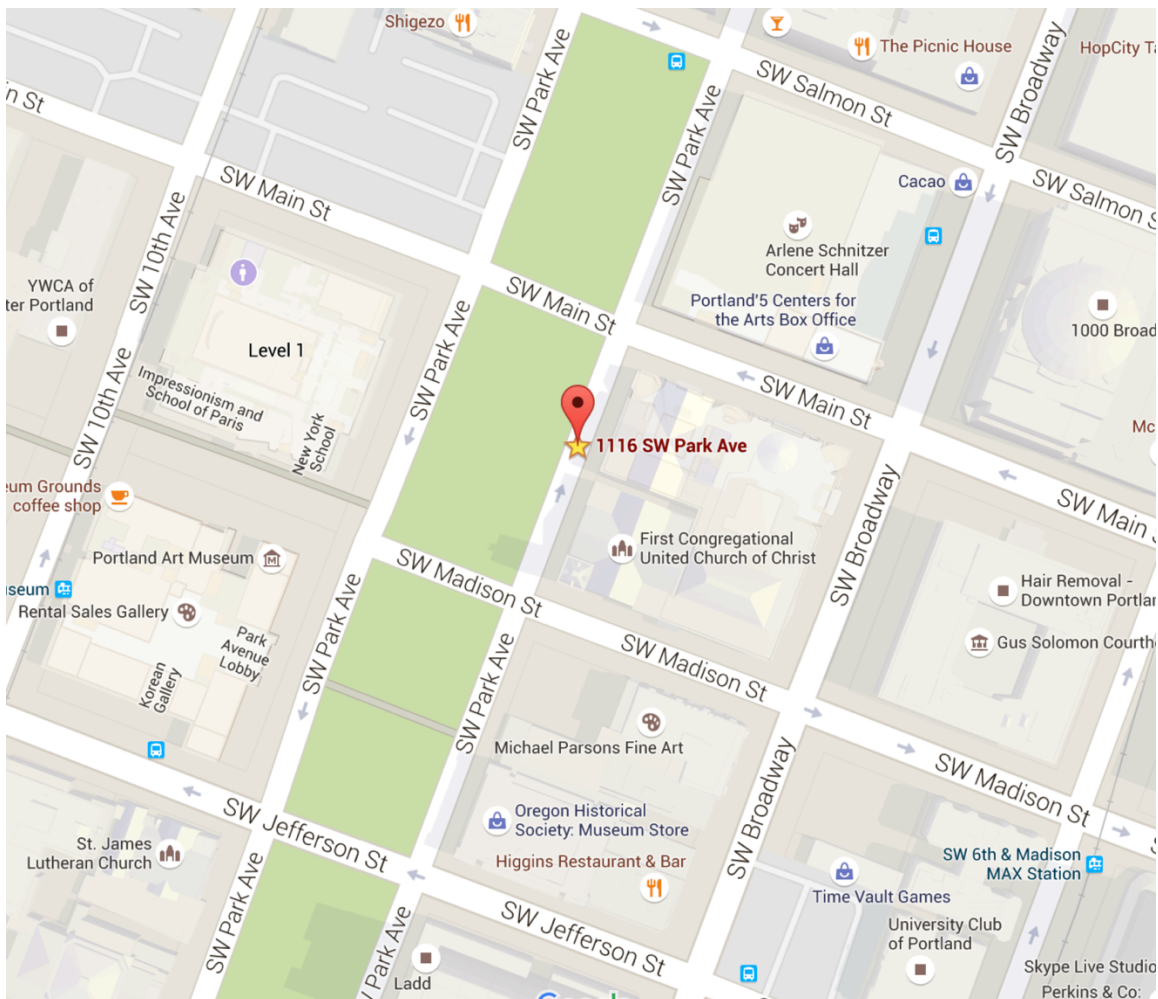 Shigezo
The Picnic House
HopCity Ta
SW Park Ave
SW Park Ave
SW Salmon St
SW Broadway
in St
SW Main St
SW 10th Ave
Cacao
SW Salmon S
Arlene Schnitzer
Concert Hall
YWCA of
ter Portland
Portland'5 Centers for
the Arts Box Office
1000 Broad
SW Main St
SW Park Ave
Level 1
Impressionism and
School of Paris
New York
School
SW 10th Ave
SW Main St
Mc
1116 SW Park Ave
eum Grounds
coffee shop
SW Broadway
SW Main S
Portland Art Museum
First Congregational
United Church of Christ
useum
Rental Sales Gallery
SW Madison St
Hair Removal -
Downtown Portlan
Gus Solomon Courtho
Park
Avenue
Lobby
Korean
Gallery
SW Park Ave
SW Park Ave
SW Madison St
Michael Parsons Fine Art
SW Madison St
SW Broadway
Oregon Historical
Society: Museum Store
SW Jefferson St
St. James
Lutheran Church
Higgins Restaurant & Bar
SW 6th & Madison
MAX Station
Time Vault Games
SW Park Ave
SW Park Ave
SW Jefferson St
University Club
of Portland
Ladd
Skype Live Studio
Perkins & Co: